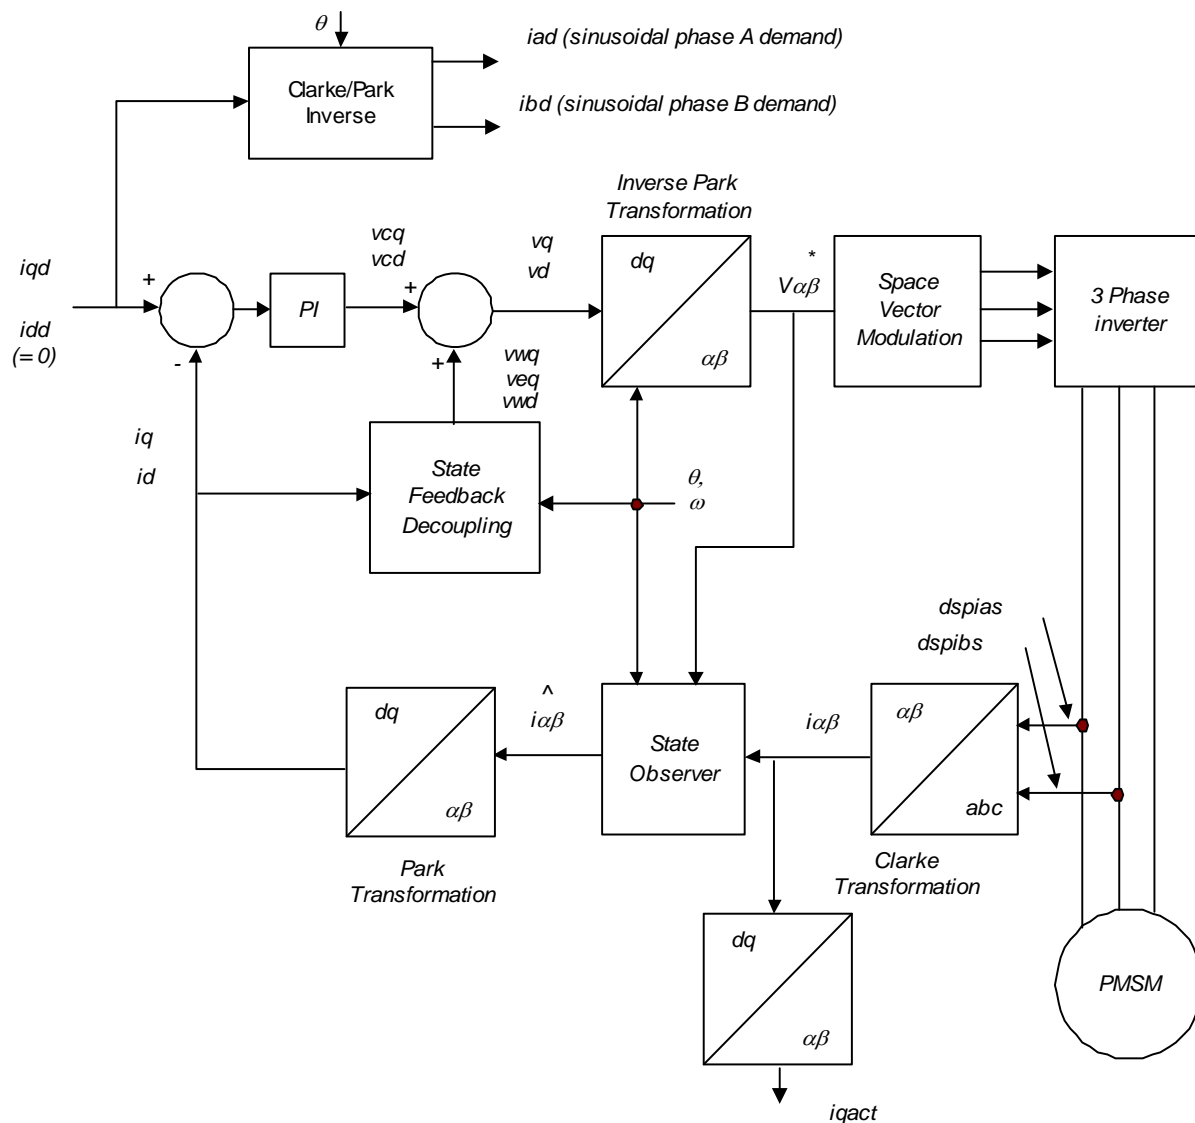 θ
iad (sinusoidal phase A demand)
Clarke/Park
Inverse
ibd (sinusoidal phase B demand)
Inverse Park
Transformation
iqd
idd
(= 0)
+
-
PI
vcq
vcd
+
+
vq
vd
dq
αβ
*
Vαβ
Space
Vector
Modulation
3 Phase
inverter
vwq
veq
vwd
iq
id
State
Feedback
Decoupling
θ,
ω
dspias
dspibs
dq
αβ
Park
Transformation
^
iαβ
State
Observer
iαβ
αβ
abc
Clarke
Transformation
dq
αβ
PMSM
iqact